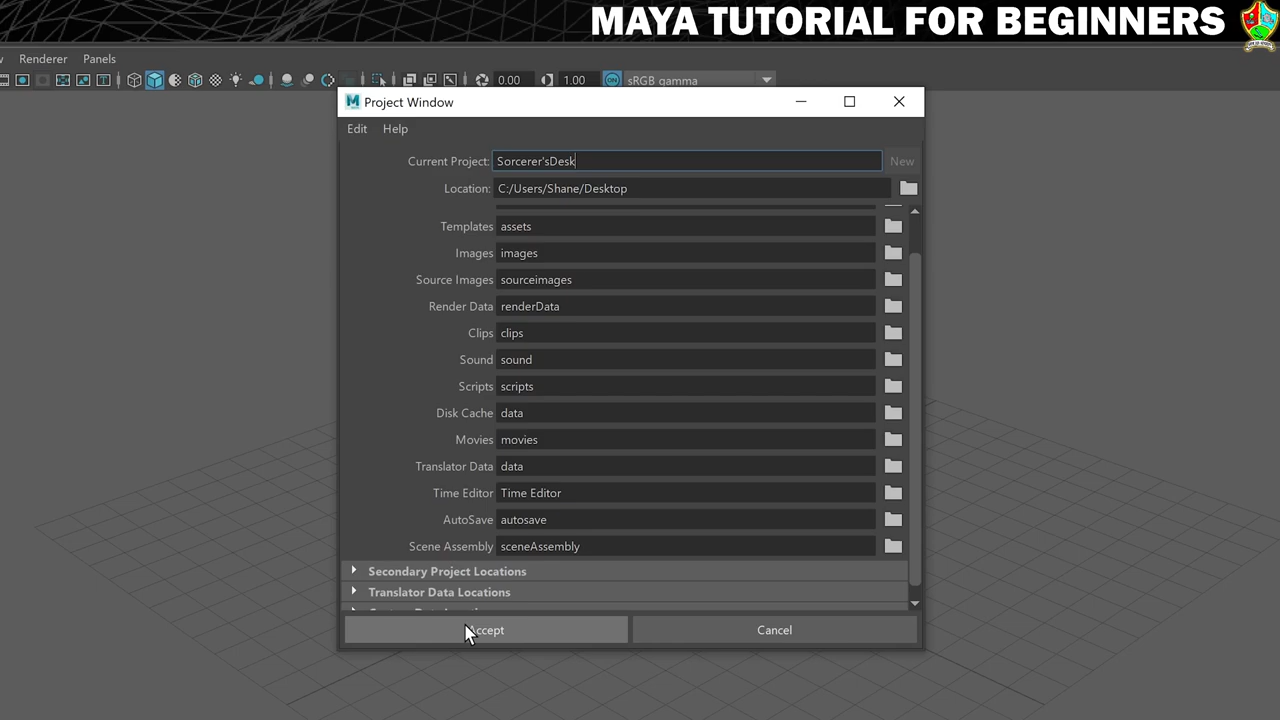 MAYA TUTORIAL FOR BEGINNERS
Renderer Panels
0.00 1.00 ON sRGB gamma
Project Window
Edit Help
Current Project: Sorcerer'sDesk New
Location: C:/Users/Shane/Desktop
Templates assets
Images images
Source Images sourceimages
Render Data renderData
Clips clips
Sound sound
Scripts scripts
Disk Cache data
Movies movies
Translator Data data
Time Editor Time Editor
AutoSave autosave
Scene Assembly sceneAssembly
Secondary Project Locations
Translator Data Locations
Accept Cancel